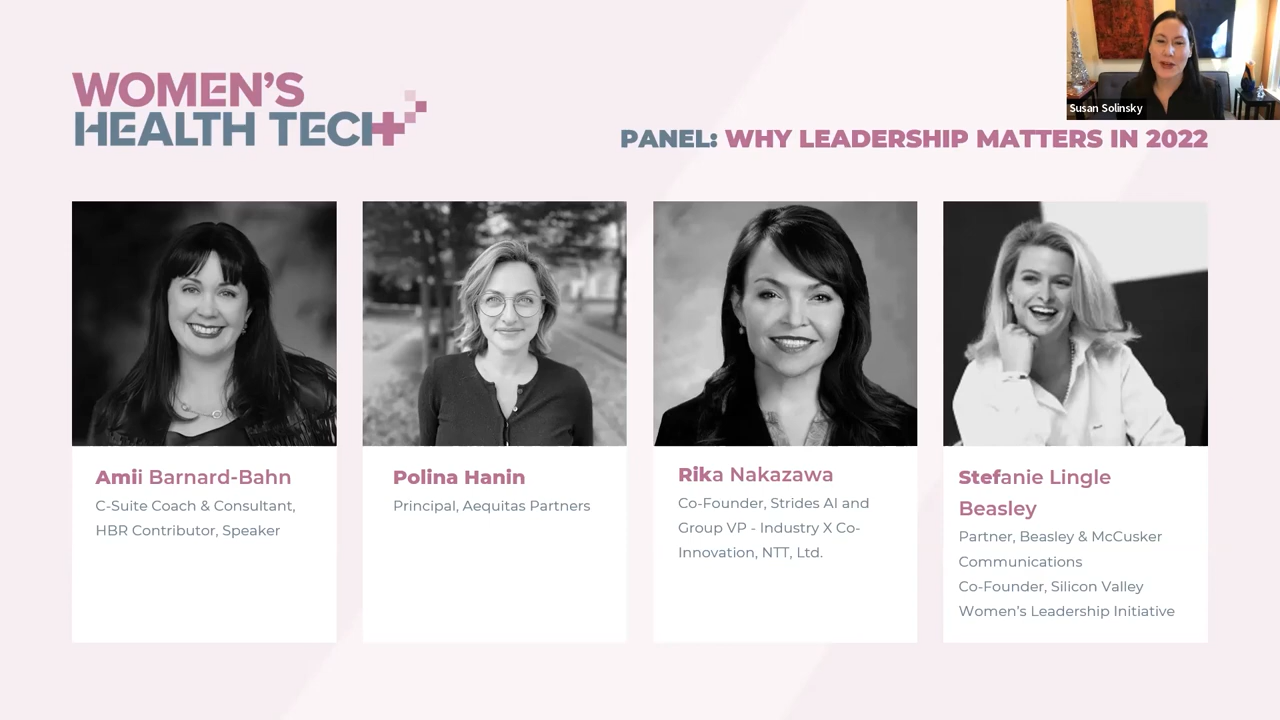 WOMEN'S
HEALTH TECH
Susan Solinsky
PANEL: WHY LEADERSHIP MATTERS IN 2022
Amii Barnard-Bahn
C-Suite Coach & Consultant,
HBR Contributor, Speaker
Polina Hanin
Principal, Aequitas Partners
Rika Nakazawa
Co-Founder, Strides AI and
Group VP - Industry X Co-
Innovation, NTT, Ltd.
Stefanie Lingle
Beasley
Partner, Beasley & McCusker
Communications
Co-Founder, Silicon Valley
Women's Leadership Initiative